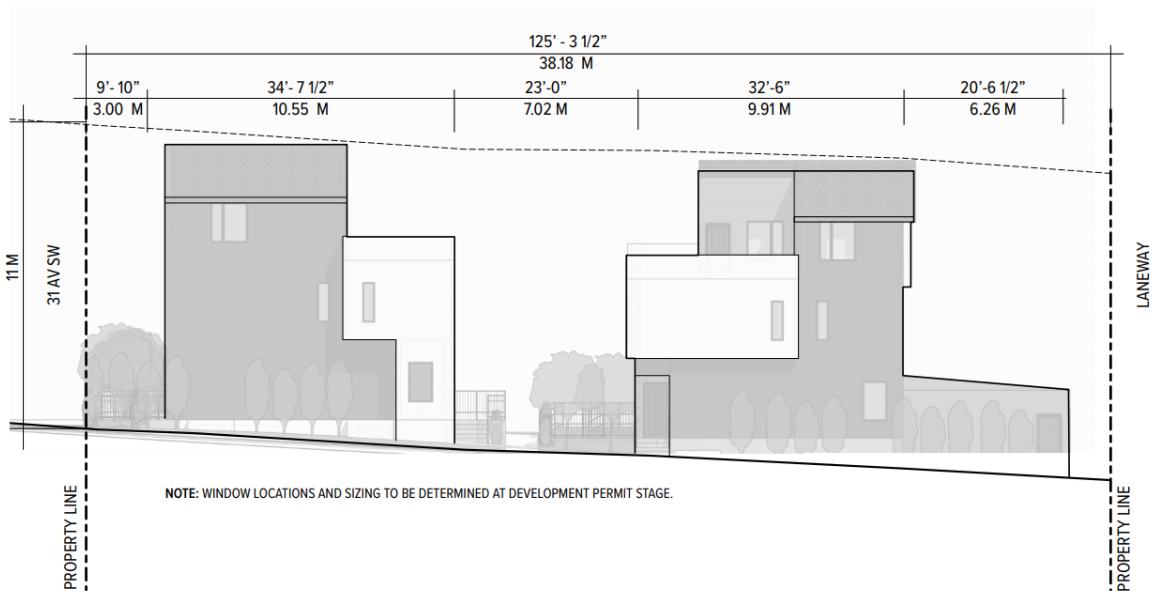 125' - 3 1/2”
38.18 M
9'- 10” 34'- 7 1/2” 23'-0” 32'-6” 20'-6 1/2”
3.00 M 10.55 M 7.02 M 9.91 M 6.26 M
11 M
31 AV SW
LANEWAY
NOTE: WINDOW LOCATIONS AND SIZING TO BE DETERMINED AT DEVELOPMENT PERMIT STAGE.
PROPERTY LINE
PROPERTY LINE